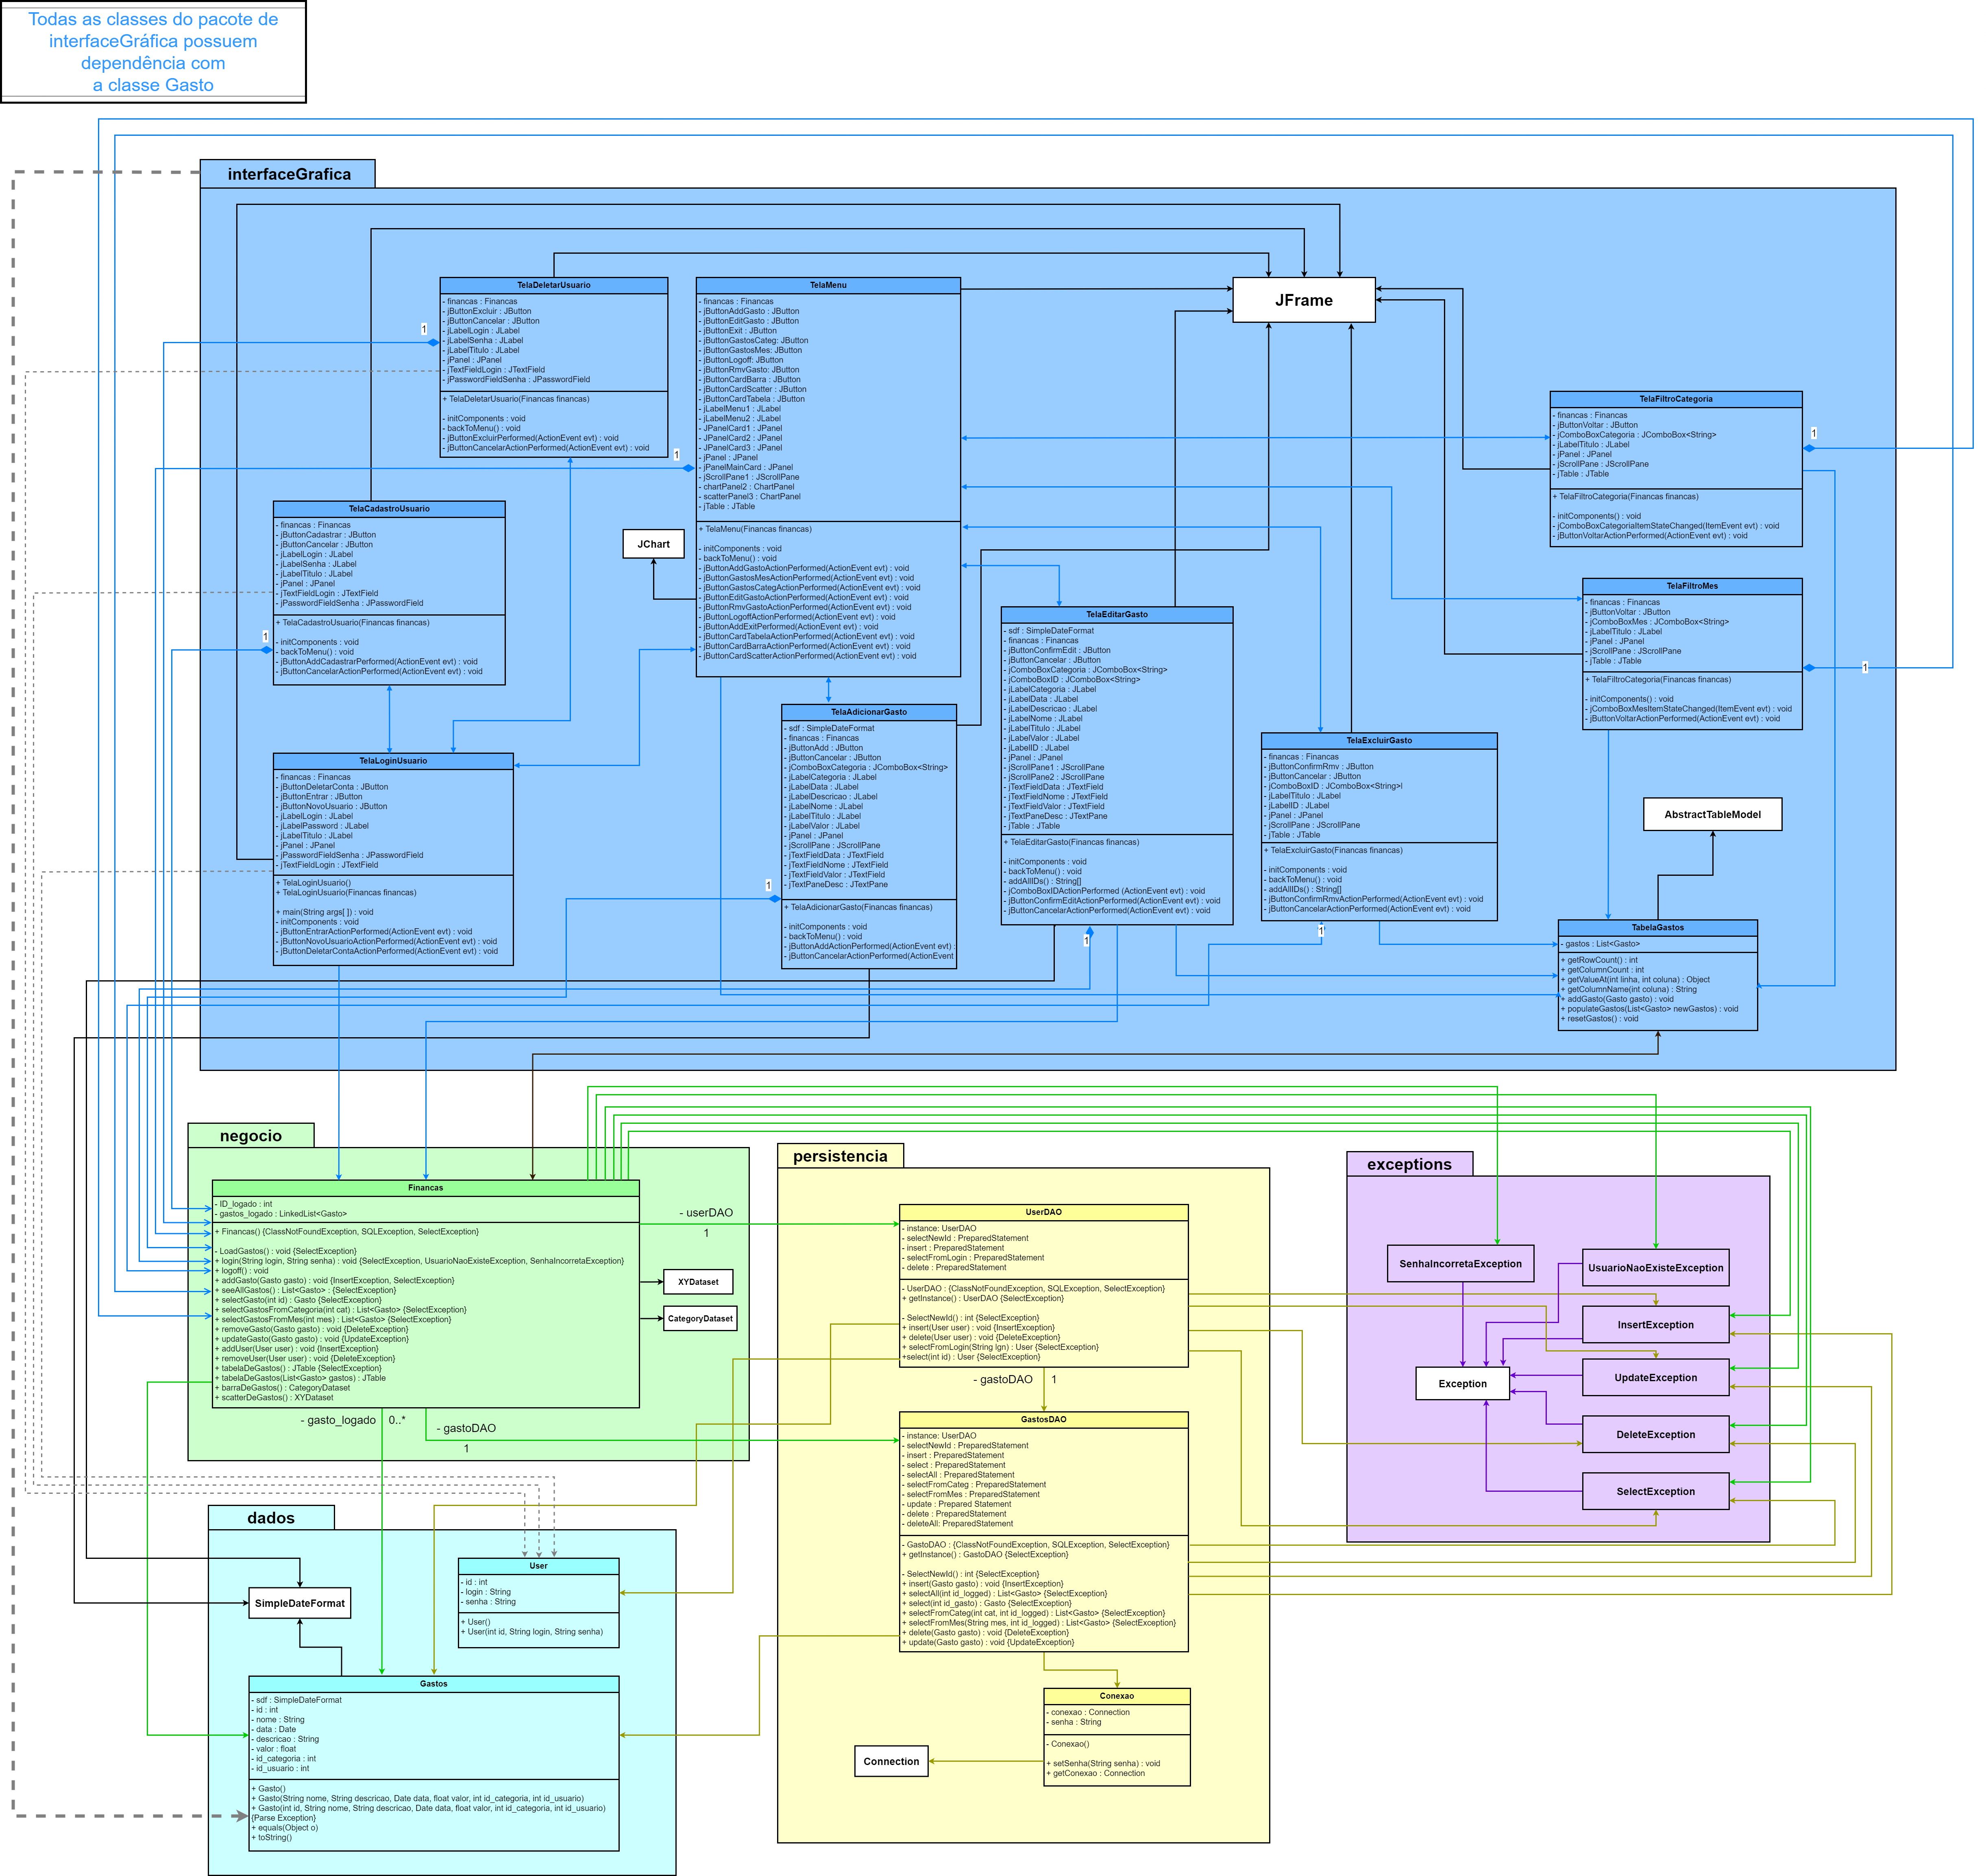 Todas as classes do pacote de
interfaceGráfica possuem
dependência com
a classe Gasto
interfaceGrafica
TelaDeletarUsuario
- financas : Financas
- jButtonExcluir : JButton
- jButtonCancelar : JButton
- jLabelLogin : JLabel
- jLabelSenha : JLabel
- jLabelTitulo : JLabel
- jPanel : JPanel
- jTextFieldLogin : JTextField
- jPasswordFieldSenha : JPasswordField
+ TelaDeletarUsuario(Financas financas)
- initComponents : void
- backToMenu() : void
- jButtonExcluirPerformed(ActionEvent evt) : void
- jButtonCancelarActionPerformed(ActionEvent evt) : void
1
TelaMenu
- financas : Financas
- jButtonAddGasto : JButton
- jButtonEditGasto : JButton
- jButtonExit : JButton
- jButtonGastosCateg: JButton
- jButtonGastosMes: JButton
- jButtonLogoff: JButton
- jButtonRmvGasto: JButton
- jButtonCardBarra : JButton
- jButtonCardScatter : JButton
- jButtonCardTabela : JButton
- jLabelMenu1 : JLabel
- jLabelMenu2 : JLabel
- JPanelCard1 : JPanel
- JPanelCard2 : JPanel
- JPanelCard3 : JPanel
- jPanel : JPanel
- jPanelMainCard : JPanel
- jScrollPane1 : JScrollPane
- chartPanel2 : ChartPanel
- scatterPanel3 : ChartPanel
- jTable : JTable
+ TelaMenu(Financas financas)
- initComponents : void
- backToMenu() : void
- jButtonAddGastoActionPerformed(ActionEvent evt) : void
- jButtonGastosMesActionPerformed(ActionEvent evt) : void
- jButtonGastosCategActionPerformed(ActionEvent evt) : void
- jButtonEditGastoActionPerformed(ActionEvent evt) : void
- jButtonRmvGastoActionPerformed(ActionEvent evt) : void
- jButtonLogoffActionPerformed(ActionEvent evt) : void
- jButtonAddExitPerformed(ActionEvent evt) : void
- jButtonCardTabelaActionPerformed(ActionEvent evt) : void
- jButtonCardBarraActionPerformed(ActionEvent evt) : void
- jButtonCardScatterActionPerformed(ActionEvent evt) : void
1
JFrame
TelaFiltroCategoria
- financas : Financas
- jButtonVoltar : JButton
- jComboBoxCategoria : JComboBox<String>
- jLabelTitulo : JLabel
- jPanel : JPanel
- jScrollPane : JScrollPane
- jTable : JTable
+ TelaFiltroCategoria(Financas financas)
- initComponents() : void
- jComboBoxCategoriaItemStateChanged(ItemEvent evt) : void
- jButtonVoltarActionPerformed(ActionEvent evt) : void
1
TelaCadastroUsuario
- financas : Financas
- jButtonCadastrar : JButton
- jButtonCancelar : JButton
- jLabelLogin : JLabel
- jLabelSenha : JLabel
- jLabelTitulo : JLabel
- jPanel : JPanel
- jTextFieldLogin : JTextField
- jPasswordFieldSenha : JPasswordField
+ TelaCadastroUsuario(Financas financas)
- initComponents : void
- backToMenu() : void
- jButtonAddCadastrarPerformed(ActionEvent evt) : void
- jButtonCancelarActionPerformed(ActionEvent evt) : void
1
JChart
TelaFiltroMes
- financas : Financas
- jButtonVoltar : JButton
- jComboBoxMes : JComboBox<String>
- jLabelTitulo : JLabel
- jPanel : JPanel
- jScrollPane : JScrollPane
- jTable : JTable
+ TelaFiltroCategoria(Financas financas)
- initComponents() : void
- jComboBoxMesItemStateChanged(ItemEvent evt) : void
- jButtonVoltarActionPerformed(ActionEvent evt) : void
1
TelaEditarGasto
- sdf : SimpleDateFormat
- financas : Financas
- jButtonConfirmEdit : JButton
- jButtonCancelar : JButton
- jComboBoxCategoria : JComboBox<String>
- jComboBoxID : JComboBox<String>
- jLabelCategoria : JLabel
- jLabelData : JLabel
- jLabelDescricao : JLabel
- jLabelNome : JLabel
- jLabelTitulo : JLabel
- jLabelValor : JLabel
- jLabelID : JLabel
- jPanel : JPanel
- jScrollPane1 : JScrollPane
- jScrollPane2 : JScrollPane
- jTextFieldData : JTextField
- jTextFieldNome : JTextField
- jTextFieldValor : JTextField
- jTextPaneDesc : JTextPane
- jTable : JTable
+ TelaEditarGasto(Financas financas)
- initComponents : void
- backToMenu() : void
- addAllIDs() : String[]
- jComboBoxIDActionPerformed (ActionEvent evt) : void
- jButtonConfirmEditActionPerformed(ActionEvent evt) : void
- jButtonCancelarActionPerformed(ActionEvent evt) : void
1
TelaAdicionarGasto
- sdf : SimpleDateFormat
- financas : Financas
- jButtonAdd : JButton
- jButtonCancelar : JButton
- jComboBoxCategoria : JComboBox<String>
- jLabelCategoria : JLabel
- jLabelData : JLabel
- jLabelDescricao : JLabel
- jLabelNome : JLabel
- jLabelTitulo : JLabel
- jLabelValor : JLabel
- jPanel : JPanel
- jScrollPane : JScrollPane
- jTextFieldData : JTextField
- jTextFieldNome : JTextField
- jTextFieldValor : JTextField
- jTextPaneDesc : JTextPane
+ TelaAdicionarGasto(Financas financas)
- initComponents : void
- backToMenu() : void
- jButtonAddActionPerformed(ActionEvent evt) :
- jButtonCancelarActionPerformed(ActionEvent
1
TelaExcluirGasto
- financas : Financas
- jButtonConfirmRmv : JButton
- jButtonCancelar : JButton
- jComboBoxID : JComboBox<String>l
- jLabelTitulo : JLabel
- jLabelID : JLabel
- jPanel : JPanel
- jScrollPane : JScrollPane
- jTable : JTable
+ TelaExcluirGasto(Financas financas)
- initComponents : void
- backToMenu() : void
- addAllIDs() : String[]
- jButtonConfirmRmvActionPerformed(ActionEvent evt) : void
- jButtonCancelarActionPerformed(ActionEvent evt) : void
1
TelaLoginUsuario
- financas : Financas
- jButtonDeletarConta : JButton
- jButtonEntrar : JButton
- jButtonNovoUsuario : JButton
- jLabelLogin : JLabel
- jLabelPassword : JLabel
- jLabelTitulo : JLabel
- jPanel : JPanel
- jPasswordFieldSenha : JPasswordField
- jTextFieldLogin : JTextField
+ TelaLoginUsuario()
+ TelaLoginUsuario(Financas financas)
+ main(String args[ ]) : void
- initComponents : void
- jButtonEntrarActionPerformed(ActionEvent evt) : void
- jButtonNovoUsuarioActionPerformed(ActionEvent evt) : void
- jButtonDeletarContaActionPerformed(ActionEvent evt) : void
AbstractTableModel
TabelaGastos
- gastos : List<Gasto>
+ getRowCount() : int
+ getColumnCount : int
+ getValueAt(int linha, int coluna) : Object
+ getColumnName(int coluna) : String
+ addGasto(Gasto gasto) : void
+ populateGastos(List<Gasto> newGastos) : void
+ resetGastos() : void
negocio
Financas
- ID_logado : int
- gastos_logado : LinkedList<Gasto>
+ Financas() {ClassNotFoundException, SQLException, SelectException}
- LoadGastos() : void {SelectException}
+ login(String login, String senha) : void {SelectException, UsuarioNaoExisteException, SenhaIncorretaException}
+ logoff() : void
+ addGasto(Gasto gasto) : void {InsertException, SelectException}
+ seeAllGastos() : List<Gasto> : {SelectException}
+ selectGasto(int id) : Gasto {SelectException}
+ selectGastosFromCategoria(int cat) : List<Gasto> {SelectException}
+ selectGastosFromMes(int mes) : List<Gasto> {SelectException}
+ removeGasto(Gasto gasto) : void {DeleteException}
+ updateGasto(Gasto gasto) : void {UpdateException}
+ addUser(User user) : void {InsertException}
+ removeUser(User user) : void {DeleteException}
+ tabelaDeGastos() : JTable {SelectException}
+ tabelaDeGastos(List<Gasto> gastos) : JTable
+ barraDeGastos() : CategoryDataset
+ scatterDeGastos() : XYDataset
XYDataset
CategoryDataset
- userDAO
1
- gasto_logado
0..*
- gastoDAO
1
persistencia
UserDAO
- instance: UserDAO
- selectNewId : PreparedStatement
- insert : PreparedStatement
- selectFromLogin : PreparedStatement
- delete : PreparedStatement
- UserDAO : {ClassNotFoundException, SQLException, SelectException}
+ getInstance() : UserDAO {SelectException}
- SelectNewId() : int {SelectException}
+ insert(User user) : void {InsertException}
+ delete(User user) : void {DeleteException}
+ selectFromLogin(String lgn) : User {SelectException}
+select(int id) : User {SelectException}
- gastoDAO
1
GastosDAO
- instance: UserDAO
- selectNewId : PreparedStatement
- insert : PreparedStatement
- select : PreparedStatement
- selectAll : PreparedStatement
- selectFromCateg : PreparedStatement
- selectFromMes : PreparedStatement
- update : Prepared Statement
- delete : PreparedStatement
- deleteAll: PreparedStatement
- GastoDAO : {ClassNotFoundException, SQLException, SelectException}
+ getInstance() : GastoDAO {SelectException}
- SelectNewId() : int {SelectException}
+ insert(Gasto gasto) : void {InsertException}
+ selectAll(int id_logged) : List<Gasto> {SelectException}
+ select(int id_gasto) : Gasto {SelectException}
+ selectFromCateg(int cat, int id_logged) : List<Gasto> {SelectException}
+ selectFromMes(String mes, int id_logged) : List<Gasto> {SelectException}
+ delete(Gasto gasto) : void {DeleteException}
+ update(Gasto gasto) : void {UpdateException}
Conexao
- conexao : Connection
- senha : String
- Conexao()
+ setSenha(String senha) : void
+ getConexao : Connection
Connection
exceptions
SenhaIncorretaException
UsuarioNaoExisteException
InsertException
UpdateException
Exception
DeleteException
SelectException
dados
User
- id : int
- login : String
- senha : String
+ User()
+ User(int id, String login, String senha)
SimpleDateFormat
Gastos
- sdf : SimpleDateFormat
- id : int
- nome : String
- data : Date
- descricao : String
- valor : float
- id_categoria : int
- id_usuario : int
+ Gasto()
+ Gasto(String nome, String descricao, Date data, float valor, int id_categoria, int id_usuario)
+ Gasto(int id, String nome, String descricao, Date data, float valor, int id_categoria, int id_usuario)
{Parse Exception}
+ equals(Object o)
+ toString()